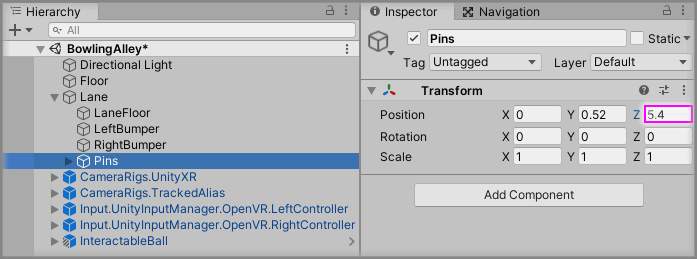 Hierarchy
All
BowlingAlley*
Directional Light
Floor
Lane
LaneFloor
LeftBumper
RightBumper
Pins
CameraRigs.UnityXR
CameraRigs.TrackedAlias
Input.UnityInputManager.OpenVR.LeftController
Input.UnityInputManager.OpenVR.RightController
InteractableBall
Inspector Navigation
Pins Static
Tag Untagged Layer Default
Transform
Position X 0 Y 0.52 Z 5.4
Rotation X 0 Y 0 Z 0
Scale X 1 Y 1 Z 1
Add Component